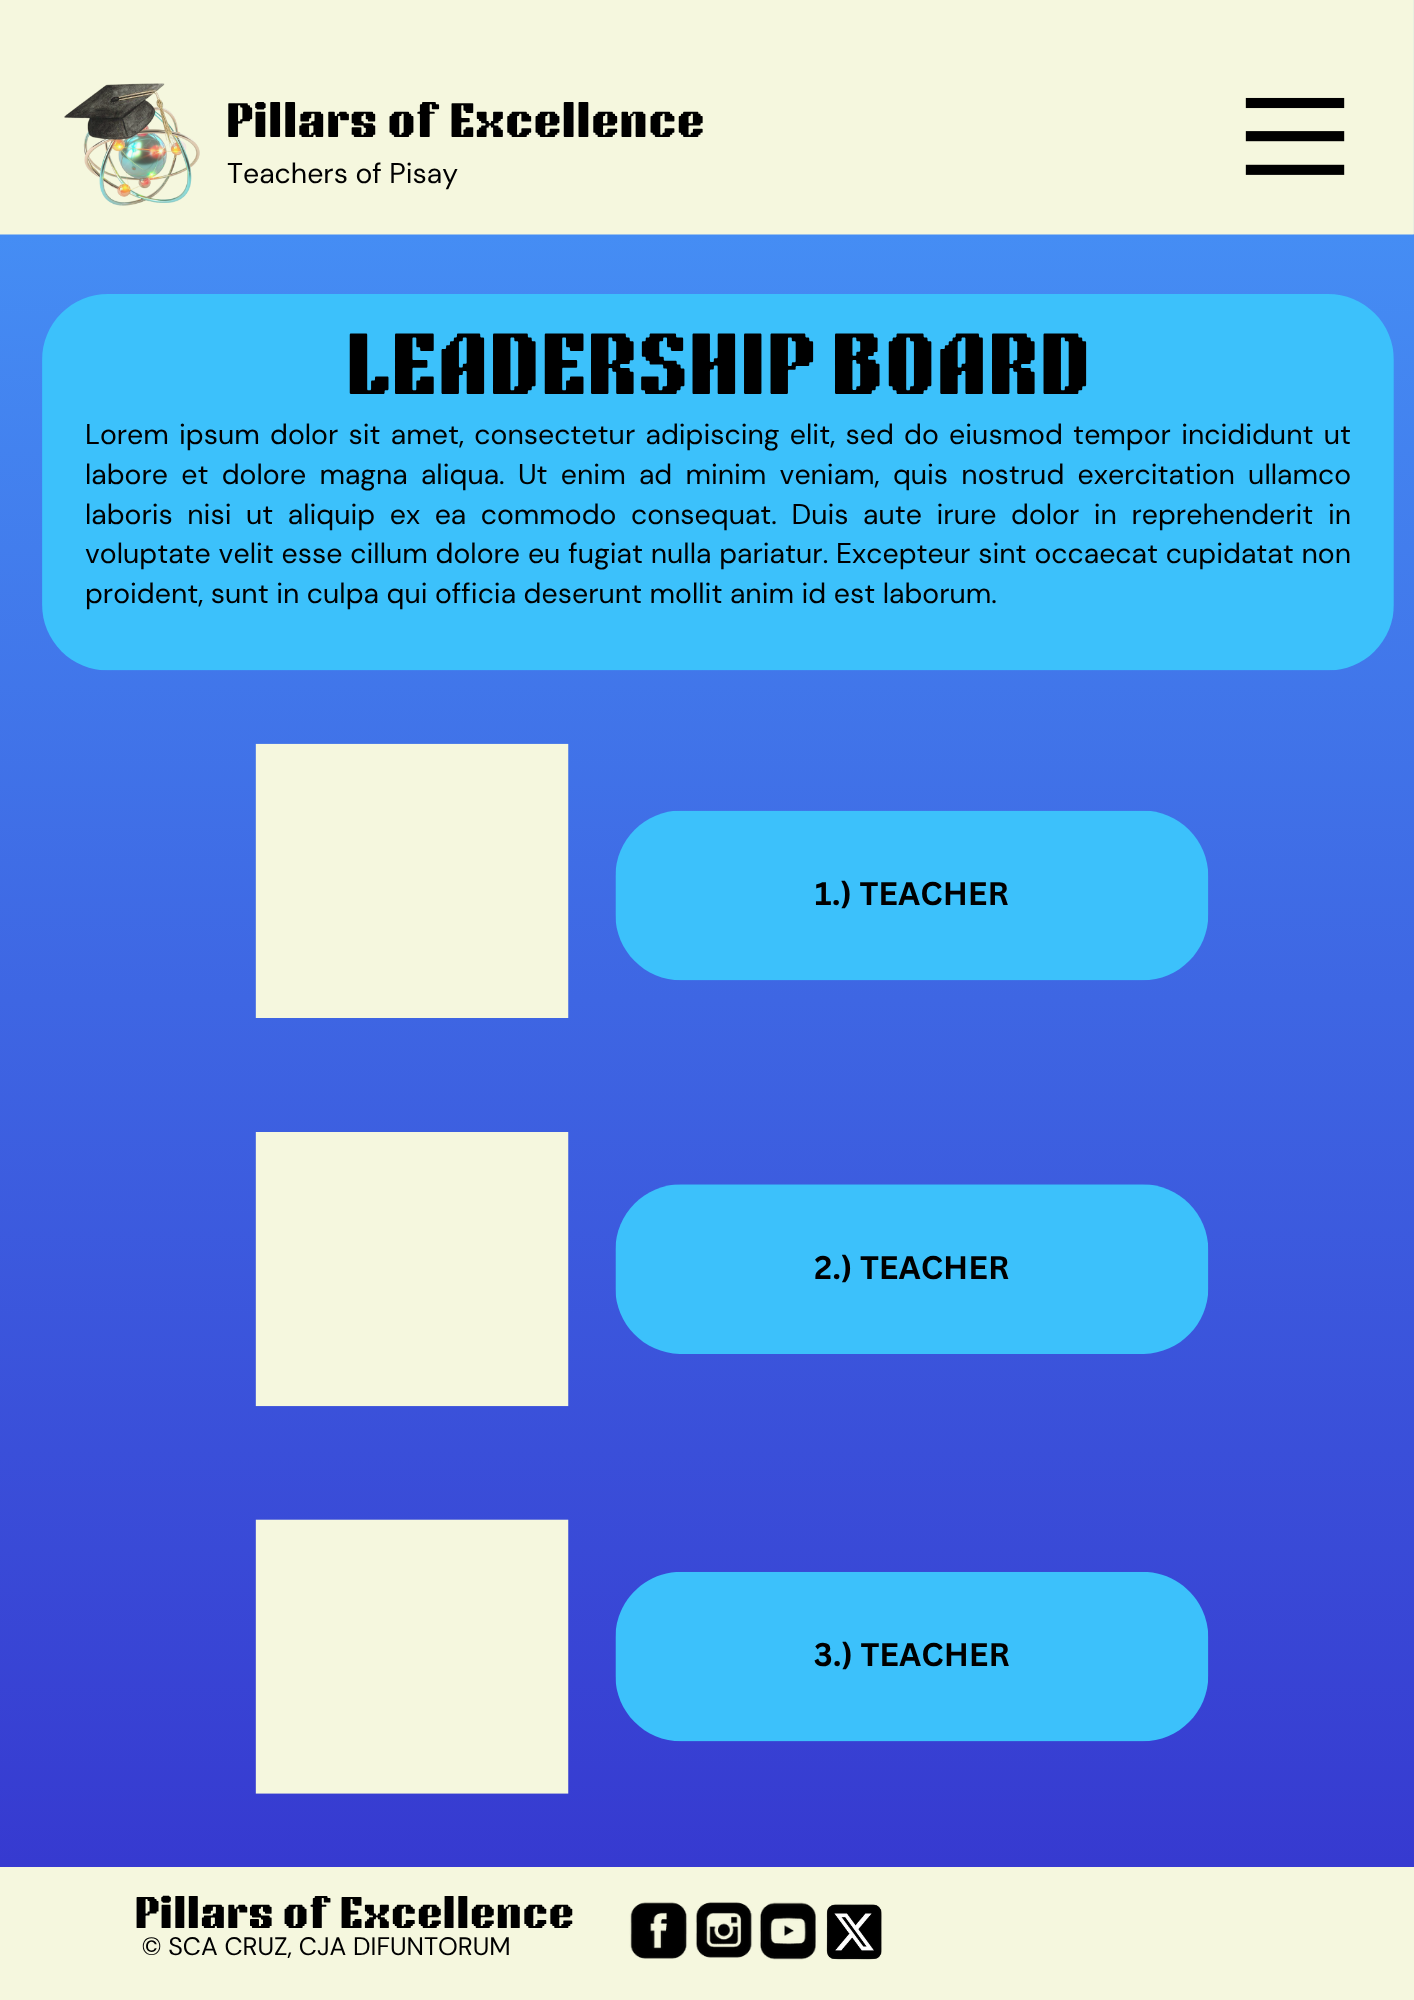 Pillars of Excellence
Teachers of Pisay
LEADERSHIP BOARD
Lorem ipsum dolor sit amet, consectetur adipiscing elit, sed do eiusmod tempor incididunt ut
labore et dolore magna aliqua. Ut enim ad minim veniam, quis nostrud exercitation ullamco
laboris nisi ut aliquip ex ea commodo consequat. Duis aute irure dolor in reprehenderit in
voluptate velit esse cillum dolore eu fugiat nulla pariatur. Excepteur sint occaecat cupidatat non
proident, sunt in culpa qui officia deserunt mollit anim id est laborum.
1.) TEACHER
2.) TEACHER
3.) TEACHER
Pillars of Excellence
© SCA CRUZ, CJA DIFUNTORUM